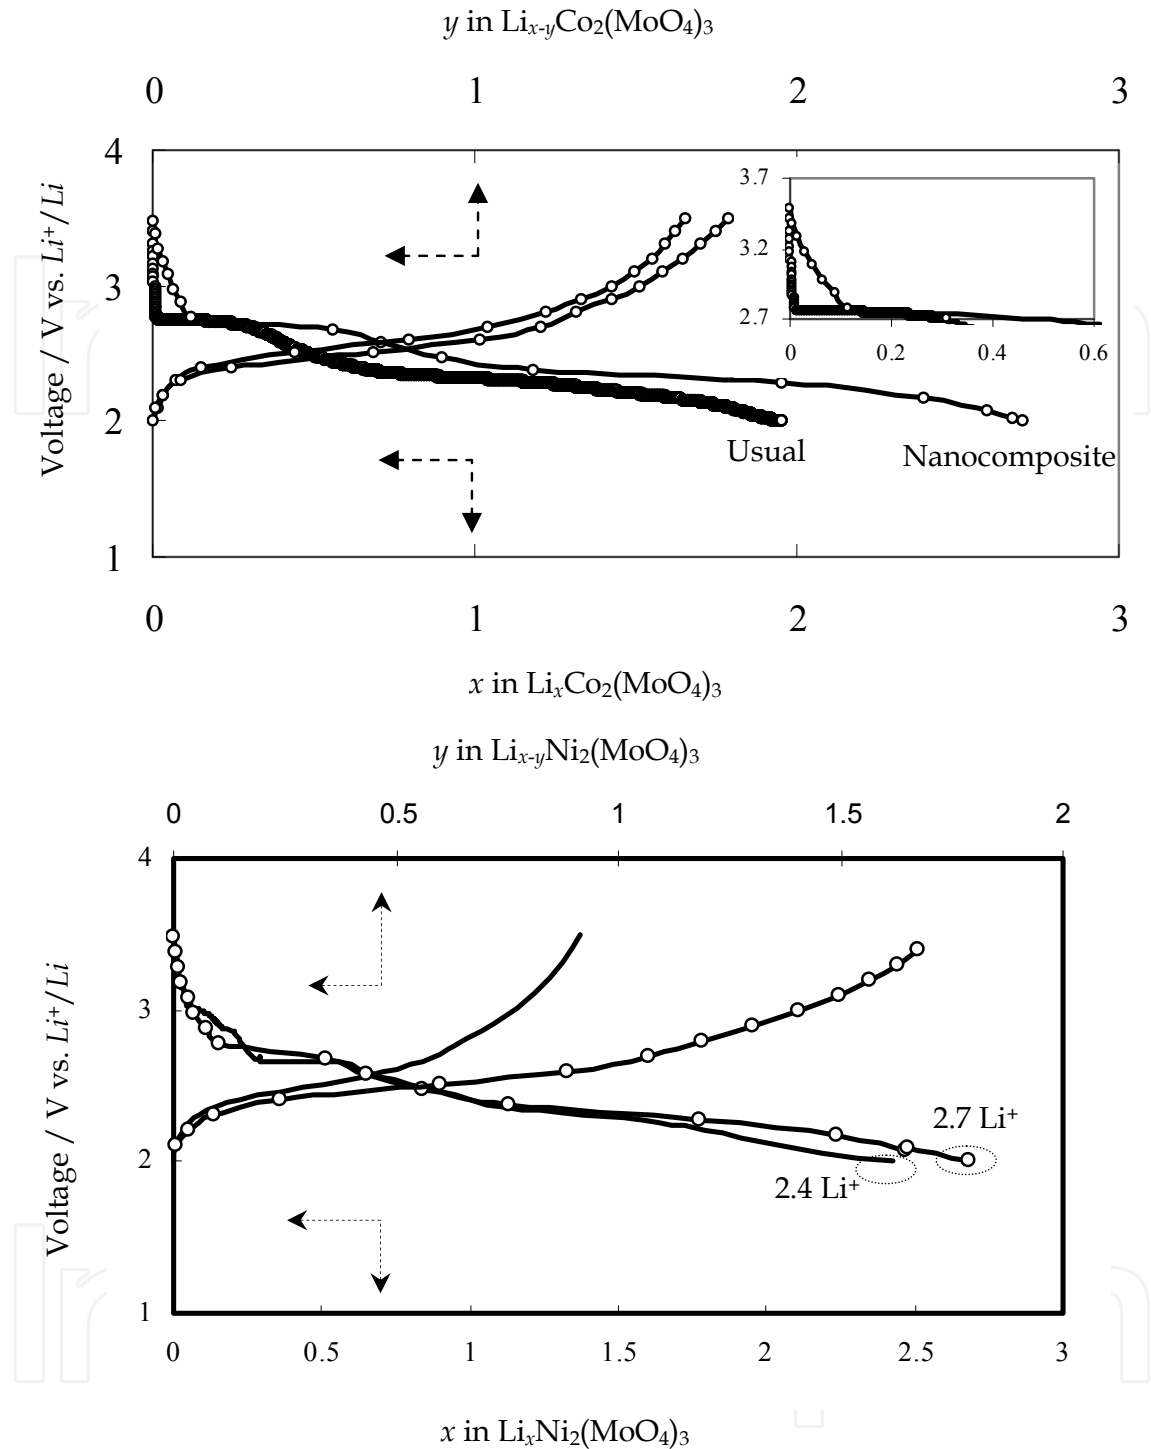 y in Liₓ₋ᵧCo₂(MoO₄)₃
0 1 2 3
4
3
2
1
Voltage / V vs. Li⁺/Li
3.7
3.2
2.7
0 0.2 0.4 0.6
Usual
Nanocomposite
0 1 2 3
x in LiₓCo₂(MoO₄)₃
y in Liₓ₋ᵧNi₂(MoO₄)₃
0 0.5 1 1.5 2
4
3
2
1
Voltage / V vs. Li⁺/Li
2.7 Li⁺
2.4 Li⁺
0 0.5 1 1.5 2 2.5 3
x in LiₓNi₂(MoO₄)₃